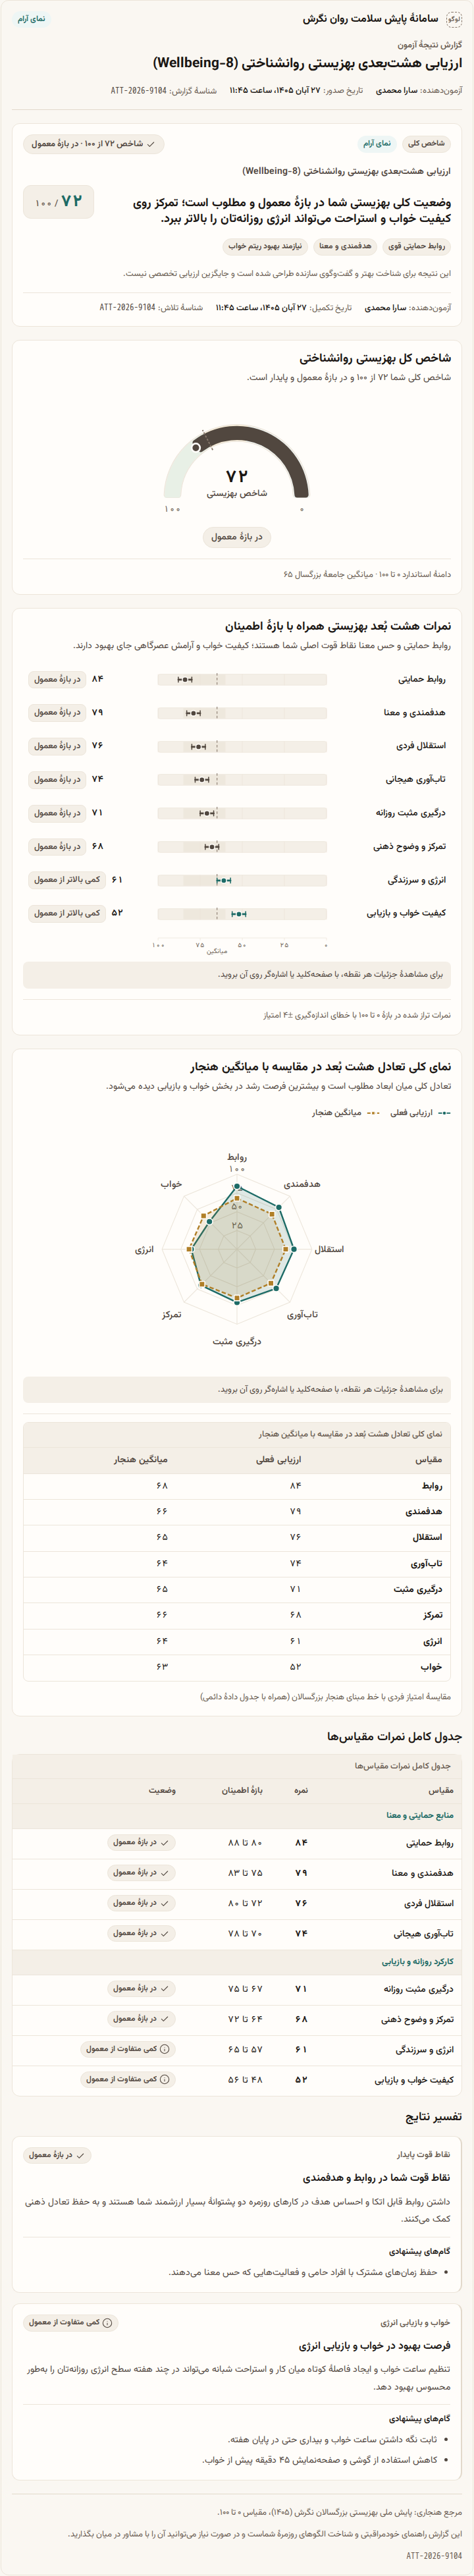 لوگو
سامانهٔ پایش سلامت روان نگرش
نمای آرام
گزارش نتیجهٔ آزمون
ارزیابی هشت‌بعدی بهزیستی روانشناختی (Wellbeing-8)
آزمون‌دهنده: سارا محمدی
تاریخ صدور: ۲۷ آبان ۱۴۰۵، ساعت ۱۱:۴۵
شناسهٔ گزارش: ATT-2026-9104
شاخص کلی
نمای آرام
شاخص ۷۲ از ۱۰۰ · در بازهٔ معمول
ارزیابی هشت‌بعدی بهزیستی روانشناختی (Wellbeing-8)
وضعیت کلی بهزیستی شما در بازهٔ معمول و مطلوب است؛ تمرکز روی
کیفیت خواب و استراحت می‌تواند انرژی روزانه‌تان را بالاتر ببرد.
۷۲ / ۱۰۰
روابط حمایتی قوی
هدفمندی و معنا
نیازمند بهبود ریتم خواب
این نتیجه برای شناخت بهتر و گفت‌وگوی سازنده طراحی شده است و جایگزین ارزیابی تخصصی نیست.
آزمون‌دهنده: سارا محمدی
تاریخ تکمیل: ۲۷ آبان ۱۴۰۵، ساعت ۱۱:۴۵
شناسهٔ تلاش: ATT-2026-9104
شاخص کل بهزیستی روانشناختی
شاخص کلی شما ۷۲ از ۱۰۰ و در بازهٔ معمول و پایدار است.
۷۲
شاخص بهزیستی
۰
۱۰۰
در بازهٔ معمول
دامنهٔ استاندارد ۰ تا ۱۰۰ · میانگین جامعهٔ بزرگسال ۶۵
نمرات هشت بُعد بهزیستی همراه با بازهٔ اطمینان
روابط حمایتی و حس معنا نقاط قوت اصلی شما هستند؛ کیفیت خواب و آرامش عصرگاهی جای بهبود دارند.
روابط حمایتی ۸۴ در بازهٔ معمول
هدفمندی و معنا ۷۹ در بازهٔ معمول
استقلال فردی ۷۶ در بازهٔ معمول
تاب‌آوری هیجانی ۷۴ در بازهٔ معمول
درگیری مثبت روزانه ۷۱ در بازهٔ معمول
تمرکز و وضوح ذهنی ۶۸ در بازهٔ معمول
انرژی و سرزندگی ۶۱ کمی بالاتر از معمول
کیفیت خواب و بازیابی ۵۲ کمی بالاتر از معمول
۰ ۲۵ ۵۰ ۷۵ ۱۰۰
میانگین
برای مشاهدهٔ جزئیات هر نقطه، با صفحه‌کلید یا اشاره‌گر روی آن بروید.
نمرات تراز شده در بازهٔ ۰ تا ۱۰۰ با خطای اندازه‌گیری ±۴ امتیاز
نمای کلی تعادل هشت بُعد در مقایسه با میانگین هنجار
تعادل کلی میان ابعاد مطلوب است و بیشترین فرصت رشد در بخش خواب و بازیابی دیده می‌شود.
ارزیابی فعلی
میانگین هنجار
روابط
۱۰۰
۵۰
۲۵
هدفمندی
استقلال
تاب‌آوری
درگیری مثبت
تمرکز
انرژی
خواب
برای مشاهدهٔ جزئیات هر نقطه، با صفحه‌کلید یا اشاره‌گر روی آن بروید.
نمای کلی تعادل هشت بُعد در مقایسه با میانگین هنجار
مقیاس ارزیابی فعلی میانگین هنجار
روابط ۸۴ ۶۸
هدفمندی ۷۹ ۶۶
استقلال ۷۶ ۶۵
تاب‌آوری ۷۴ ۶۴
درگیری مثبت ۷۱ ۶۵
تمرکز ۶۸ ۶۶
انرژی ۶۱ ۶۴
خواب ۵۲ ۶۳
مقایسهٔ امتیاز فردی با خط مبنای هنجار بزرگسالان (همراه با جدول دادهٔ دائمی)
جدول کامل نمرات مقیاس‌ها
جدول کامل نمرات مقیاس‌ها
مقیاس نمره بازهٔ اطمینان وضعیت
منابع حمایتی و معنا
روابط حمایتی ۸۴ ۸۰ تا ۸۸ در بازهٔ معمول
هدفمندی و معنا ۷۹ ۷۵ تا ۸۳ در بازهٔ معمول
استقلال فردی ۷۶ ۷۲ تا ۸۰ در بازهٔ معمول
تاب‌آوری هیجانی ۷۴ ۷۰ تا ۷۸ در بازهٔ معمول
کارکرد روزانه و بازیابی
درگیری مثبت روزانه ۷۱ ۶۷ تا ۷۵ در بازهٔ معمول
تمرکز و وضوح ذهنی ۶۸ ۶۴ تا ۷۲ در بازهٔ معمول
انرژی و سرزندگی ۶۱ ۵۷ تا ۶۵ کمی متفاوت از معمول
کیفیت خواب و بازیابی ۵۲ ۴۸ تا ۵۶ کمی متفاوت از معمول
تفسیر نتایج
نقاط قوت پایدار
در بازهٔ معمول
نقاط قوت شما در روابط و هدفمندی
داشتن روابط قابل اتکا و احساس هدف در کارهای روزمره دو پشتوانهٔ بسیار ارزشمند شما هستند و به حفظ تعادل ذهنی
کمک می‌کنند.
گام‌های پیشنهادی
• حفظ زمان‌های مشترک با افراد حامی و فعالیت‌هایی که حس معنا می‌دهند.
خواب و بازیابی انرژی
کمی متفاوت از معمول
فرصت بهبود در خواب و بازیابی انرژی
تنظیم ساعت خواب و ایجاد فاصلهٔ کوتاه میان کار و استراحت شبانه می‌تواند در چند هفته سطح انرژی روزانه‌تان را به‌طور
محسوس بهبود دهد.
گام‌های پیشنهادی
• ثابت نگه داشتن ساعت خواب و بیداری حتی در پایان هفته.
• کاهش استفاده از گوشی و صفحه‌نمایش ۴۵ دقیقه پیش از خواب.
مرجع هنجاری: پایش ملی بهزیستی بزرگسالان نگرش (۱۴۰۵)، مقیاس ۰ تا ۱۰۰.
این گزارش راهنمای خودمراقبتی و شناخت الگوهای روزمرهٔ شماست و در صورت نیاز می‌توانید آن را با مشاور در میان بگذارید.
ATT-2026-9104